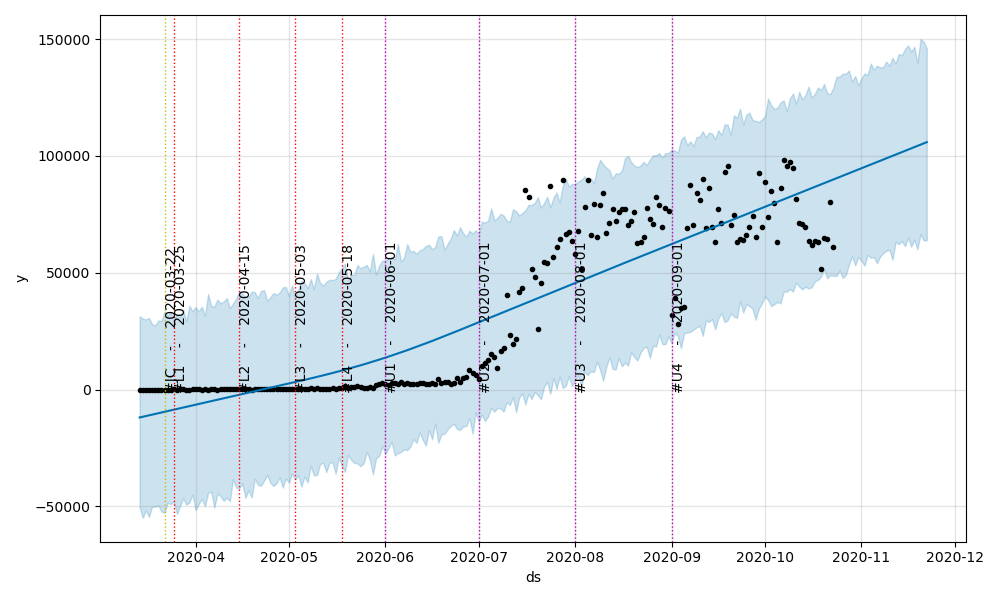 150000
100000
50000
0
−50000
y
#JC - 2020-03-22
#L1 - 2020-03-25
#L2 - 2020-04-15
#L3 - 2020-05-03
#L4 - 2020-05-18
#U1 - 2020-06-01
#U2 - 2020-07-01
#U3 - 2020-08-01
#U4 - 2020-09-01
2020-04 2020-05 2020-06 2020-07 2020-08 2020-09 2020-10 2020-11 2020-12
ds